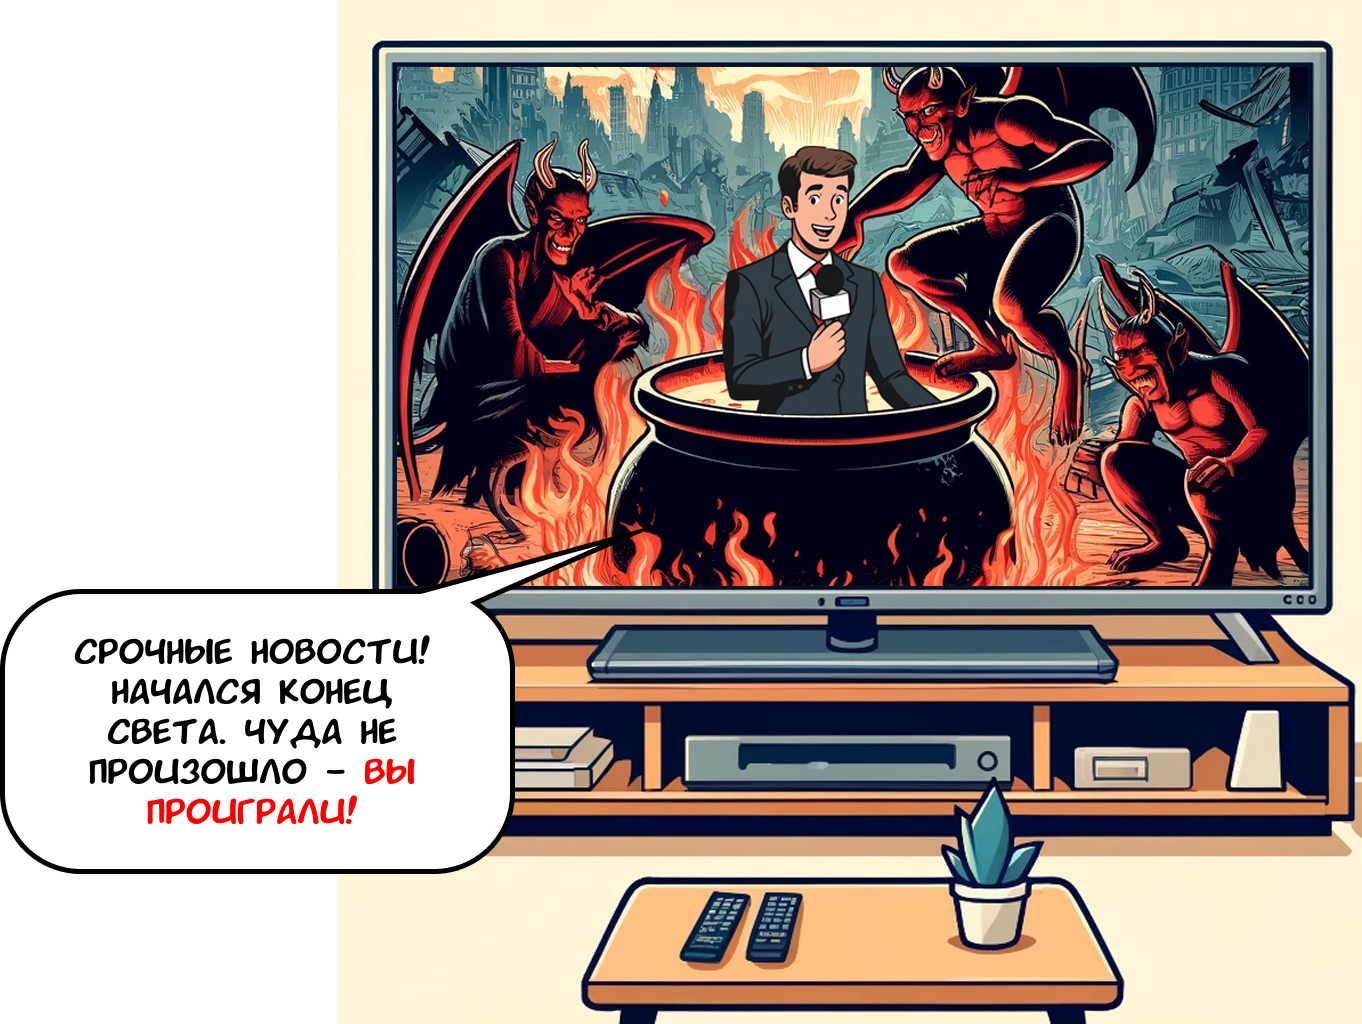 СРОЧНЫЕ НОВОСТИ!
НАЧАЛСЯ КОНЕЦ
СВЕТА. ЧУДА НЕ
ПРОИЗОШЛО – ВЫ
ПРОИГРАЛИ!